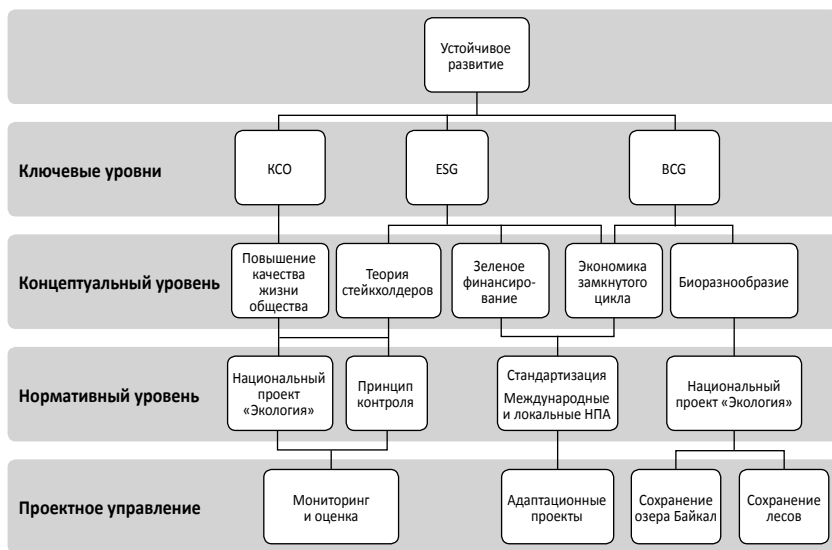 Устойчивое
развитие
Ключевые уровни
КСО
ESG
BCG
Концептуальный уровень
Повышение
качества
жизни
общества
Теория
стейкхолдеров
Зеленое
финансиро-
вание
Экономика
замкнутого
цикла
Биоразнообразие
Нормативный уровень
Национальный
проект
«Экология»
Принцип
контроля
Стандартизация
Международные
и локальные НПА
Национальный
проект «Экология»
Проектное управление
Мониторинг
и оценка
Адаптационные
проекты
Сохранение
озера Байкал
Сохранение
лесов